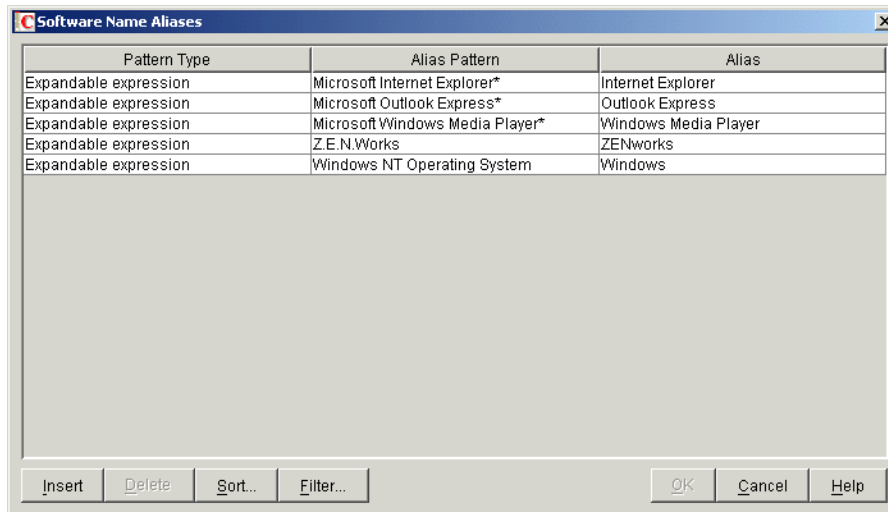 Software Name Aliases
Pattern Type Alias Pattern Alias
Expandable expression Microsoft Internet Explorer* Internet Explorer
Expandable expression Microsoft Outlook Express* Outlook Express
Expandable expression Microsoft Windows Media Player* Windows Media Player
Expandable expression Z.E.N.Works ZENworks
Expandable expression Windows NT Operating System Windows
Insert Delete Sort... Filter... OK Cancel Help